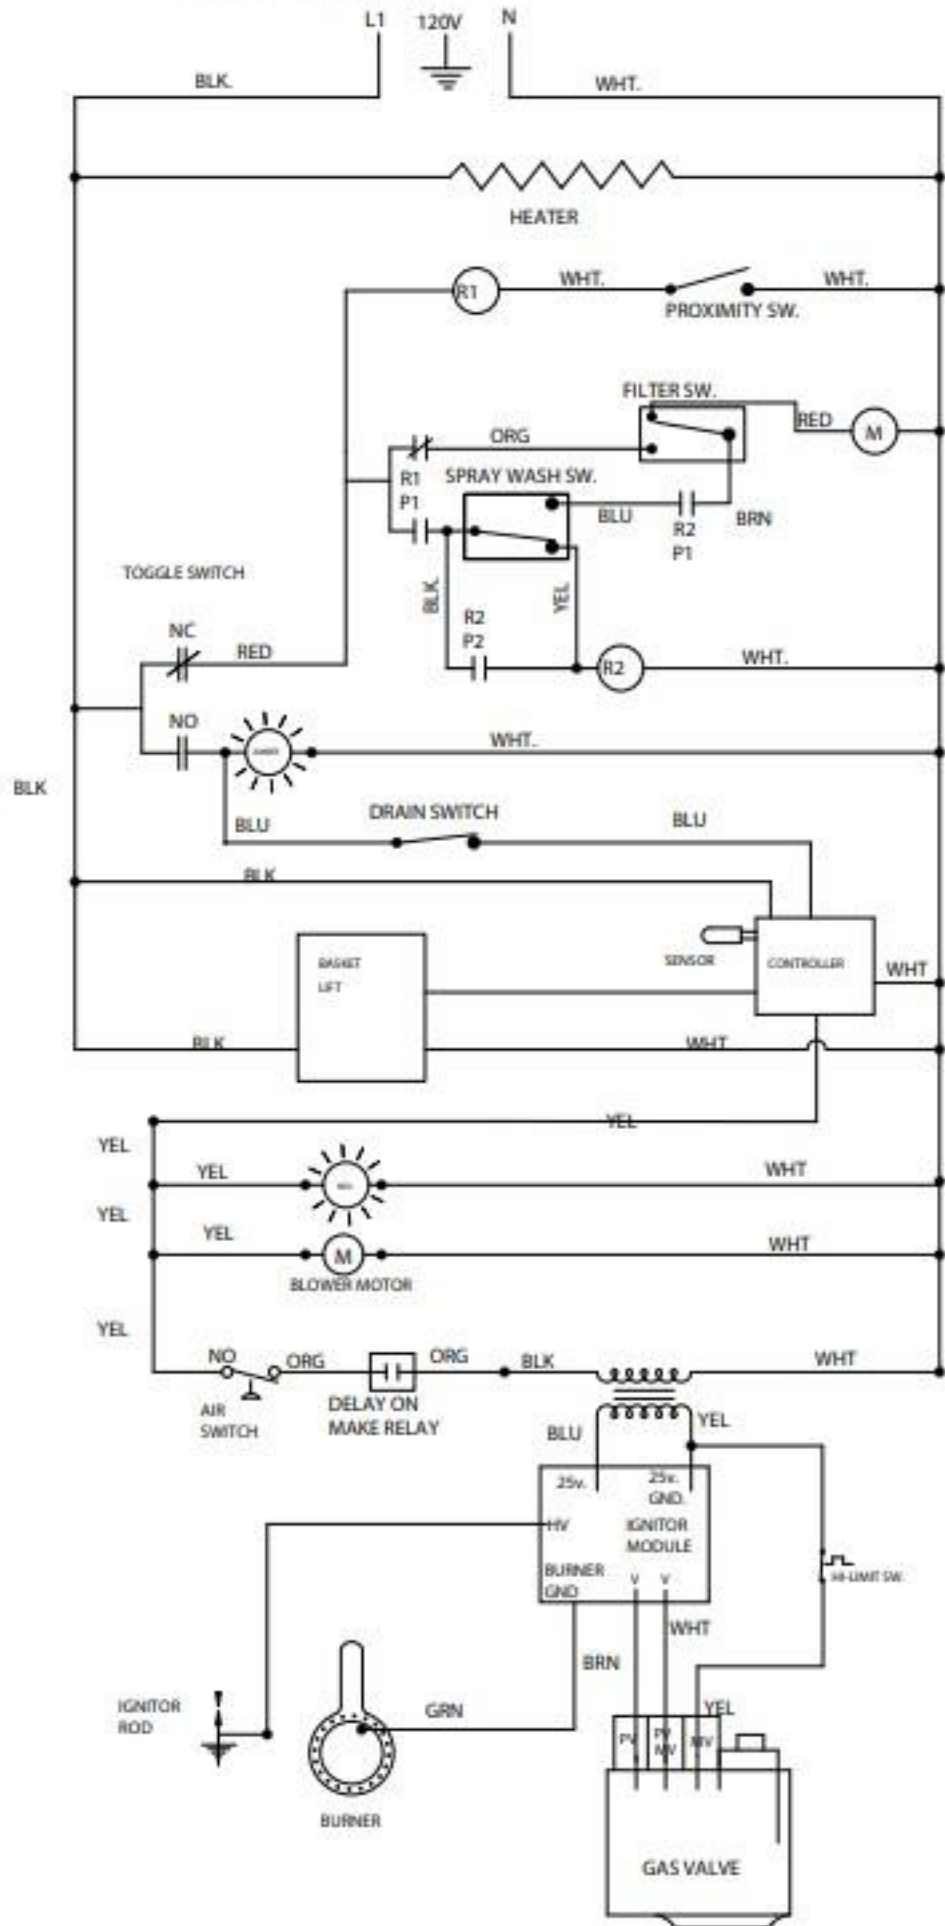 L1 120V N
BLK. WHT.
HEATER
R1 WHT. WHT.
PROXIMITY SW.
FILTER SW.
RED M
ORG
R1 SPRAY WASH SW.
P1
BLU R2 BRN
P1
TOGGLE SWITCH
BLK. YEL
R2
P2
NC
RED
R2 WHT.
NO
WHT.
BLK
DRAIN SWITCH
BLU BLU
BLK
BASKET
LIFT
SENSOR CONTROLLER WHT
BLK WHT
YEL
YEL
YEL WHT
YEL
YEL WHT
M
BLOWER MOTOR
YEL
NO ORG ORG BLK WHT
AIR
SWITCH
DELAY ON
MAKE RELAY
BLU YEL
25v. 25v.
GND.
HV IGNITOR
MODULE
BURNER
GND V V
HI-LIMIT SW.
WHT
BRN
IGNITOR
ROD
GRN
YEL
PV PV MV
MV
BURNER
GAS VALVE